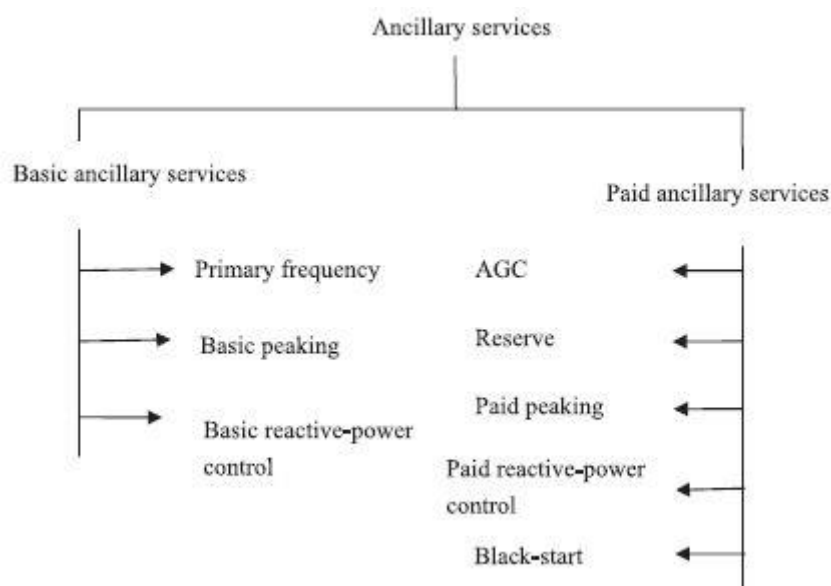 Ancillary services
Basic ancillary services
Paid ancillary services
Primary frequency
Basic peaking
Basic reactive-power
control
AGC
Reserve
Paid peaking
Paid reactive-power
control
Black-start